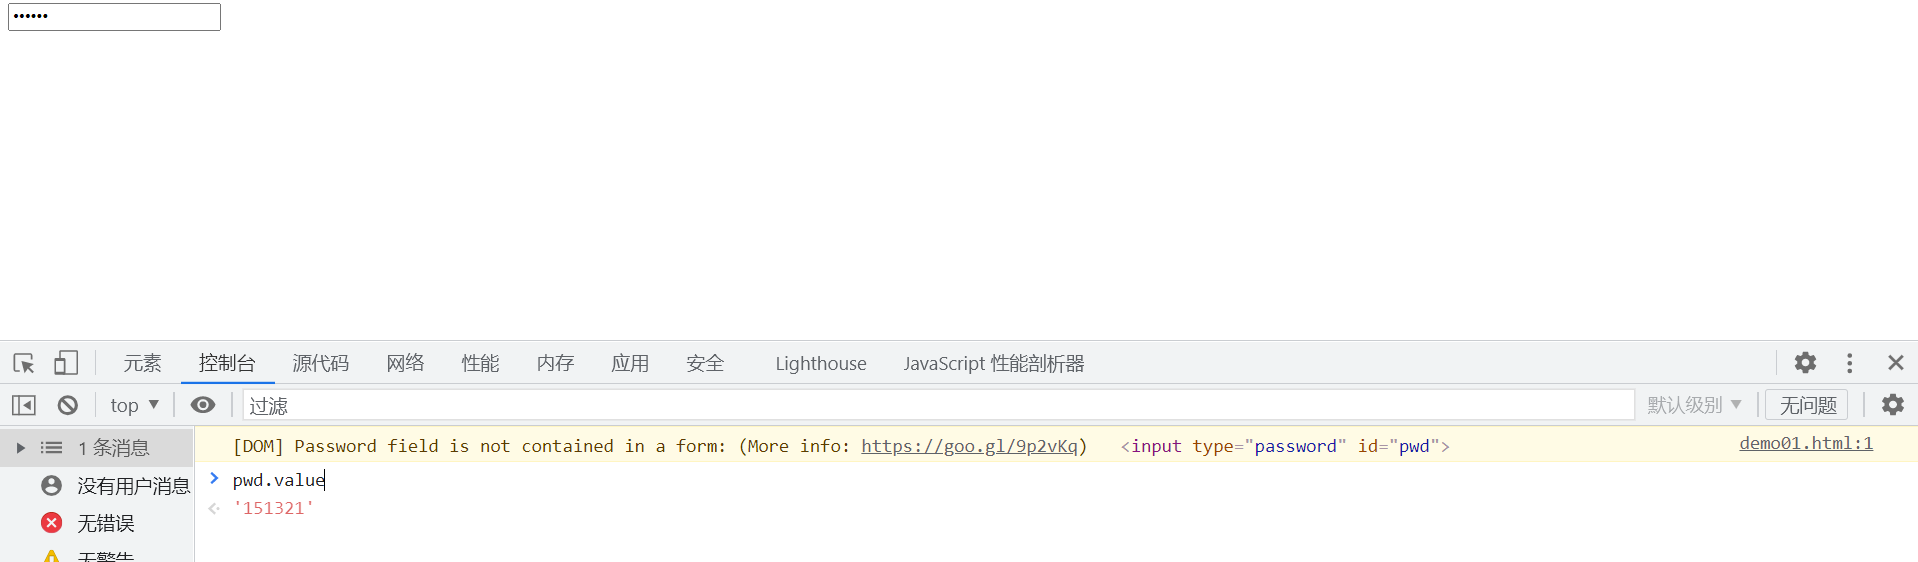 ••••••
元素 控制台 源代码 网络 性能 内存 应用 安全 Lighthouse JavaScript 性能剖析器
top ▼ 过滤 默认级别 ▼ 无问题
1 条消息
[DOM] Password field is not contained in a form: (More info: https://goo.gl/9p2vKq) <input type="password" id="pwd"> demo01.html:1
没有用户消息
> pwd.value
'151321'
无错误
无警告